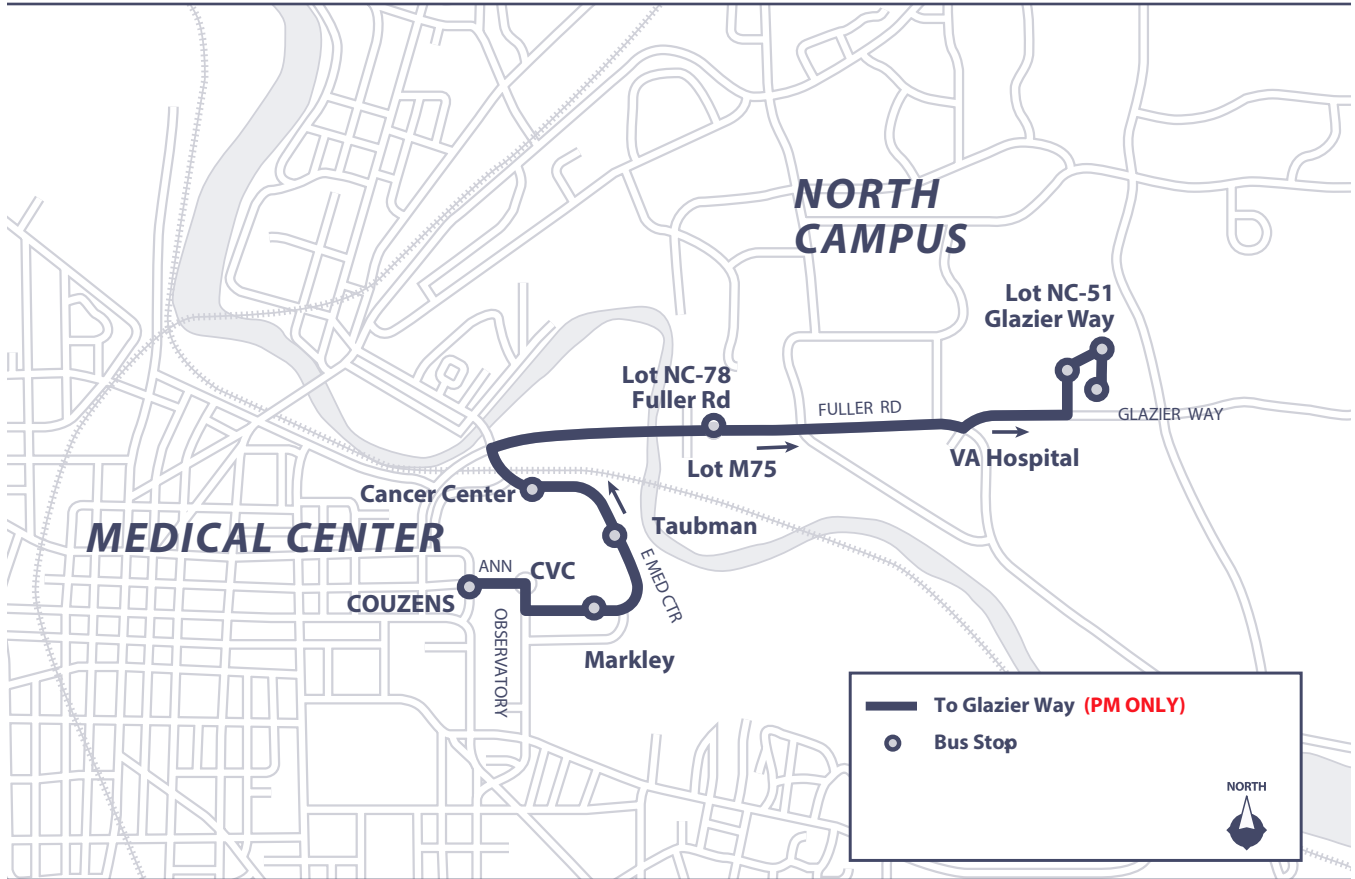 NORTH
CAMPUS
Lot NC-51
Glazier Way
Lot NC-78
Fuller Rd
FULLER RD
GLAZIER WAY
Lot M75
VA Hospital
Cancer Center
MEDICAL CENTER
Taubman
E MED CTR
ANN
CVC
COUZENS
OBSERVATORY
Markley
To Glazier Way (PM ONLY)
Bus Stop
NORTH